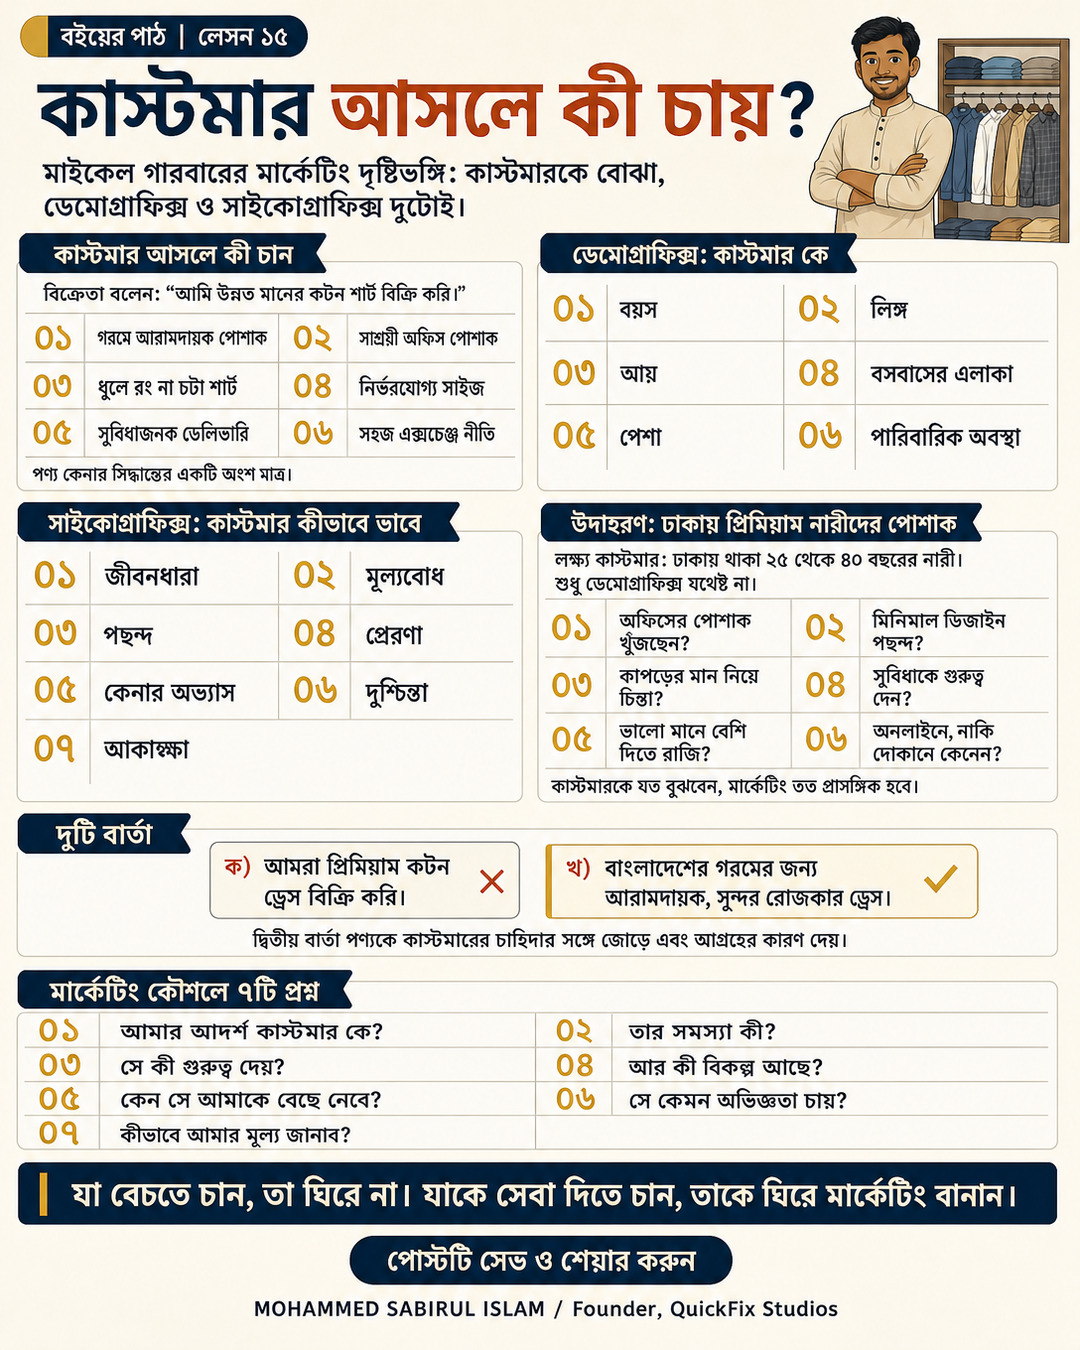 বইয়ের পাঠ | লেসন ১৫
কাস্টমার আসলে কী চায়?
মাইকেল গারবারের মার্কেটিং দৃষ্টিভঙ্গি: কাস্টমারকে বোঝা,
ডেমোগ্রাফিক্স ও সাইকোগ্রাফিক্স দুটোই।
কাস্টমার আসলে কী চান
বিক্রেতা বলেন: “আমি উন্নত মানের কটন শার্ট বিক্রি করি।”
০১ গরমে আরামদায়ক পোশাক
০২ সাশ্রয়ী অফিস পোশাক
০৩ ধুলে রং না চটা শার্ট
০৪ নির্ভরযোগ্য সাইজ
০৫ সুবিধাজনক ডেলিভারি
০৬ সহজ এক্সচেঞ্জ নীতি
পণ্য কেনার সিদ্ধান্তের একটি অংশ মাত্র।
ডেমোগ্রাফিক্স: কাস্টমার কে
০১ বয়স
০২ লিঙ্গ
০৩ আয়
০৪ বসবাসের এলাকা
০৫ পেশা
০৬ পারিবারিক অবস্থা
সাইকোগ্রাফিক্স: কাস্টমার কীভাবে ভাবে
০১ জীবনধারা
০২ মূল্যবোধ
০৩ পছন্দ
০৪ প্রেরণা
০৫ কেনার অভ্যাস
০৬ দুশ্চিন্তা
০৭ আকাঙ্ক্ষা
উদাহরণ: ঢাকায় প্রিমিয়াম নারীদের পোশাক
লক্ষ্য কাস্টমার: ঢাকায় থাকা ২৫ থেকে ৪০ বছরের নারী।
শুধু ডেমোগ্রাফিক্স যথেষ্ট না।
০১ অফিসের পোশাক
খুঁজছেন?
০২ মিনিমাল ডিজাইন
পছন্দ?
০৩ কাপড়ের মান নিয়ে
চিন্তা?
০৪ সুবিধাকে গুরুত্ব
দেন?
০৫ ভালো মানে বেশি
দিতে রাজি?
০৬ অনলাইনে, নাকি
দোকানে কেনেন?
কাস্টমারকে যত বুঝবেন, মার্কেটিং তত প্রাসঙ্গিক হবে।
দুটি বার্তা
ক) আমরা প্রিমিয়াম কটন
ড্রেস বিক্রি করি।
খ) বাংলাদেশের গরমের জন্য
আরামদায়ক, সুন্দর রোজকার ড্রেস।
দ্বিতীয় বার্তা পণ্যকে কাস্টমারের চাহিদার সঙ্গে জোড়ে এবং আগ্রহের কারণ দেয়।
মার্কেটিং কৌশলে ৭টি প্রশ্ন
০১ আমার আদর্শ কাস্টমার কে?
০২ তার সমস্যা কী?
০৩ সে কী গুরুত্ব দেয়?
০৪ আর কী বিকল্প আছে?
০৫ কেন সে আমাকে বেছে নেবে?
০৬ সে কেমন অভিজ্ঞতা চায়?
০৭ কীভাবে আমার মূল্য জানাব?
যা বেচতে চান, তা ঘিরে না। যাকে সেবা দিতে চান, তাকে ঘিরে মার্কেটিং বানান।
পোস্টটি সেভ ও শেয়ার করুন
MOHAMMED SABIRUL ISLAM / Founder, QuickFix Studios